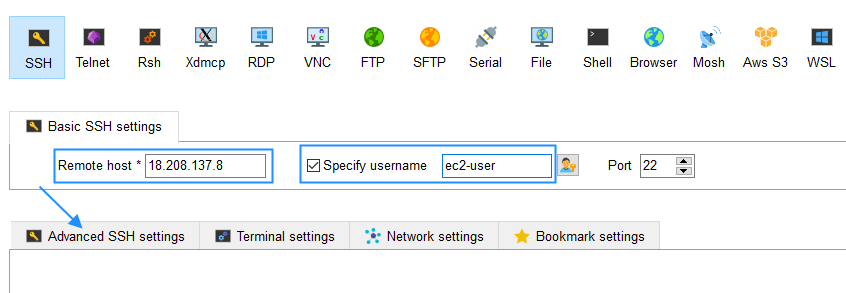 SSH Telnet Rsh Xdmcp RDP VNC FTP SFTP Serial File Shell Browser Mosh Aws S3 WSL
Basic SSH settings
Remote host * 18.208.137.8 Specify username ec2-user Port 22
Advanced SSH settings Terminal settings Network settings Bookmark settings